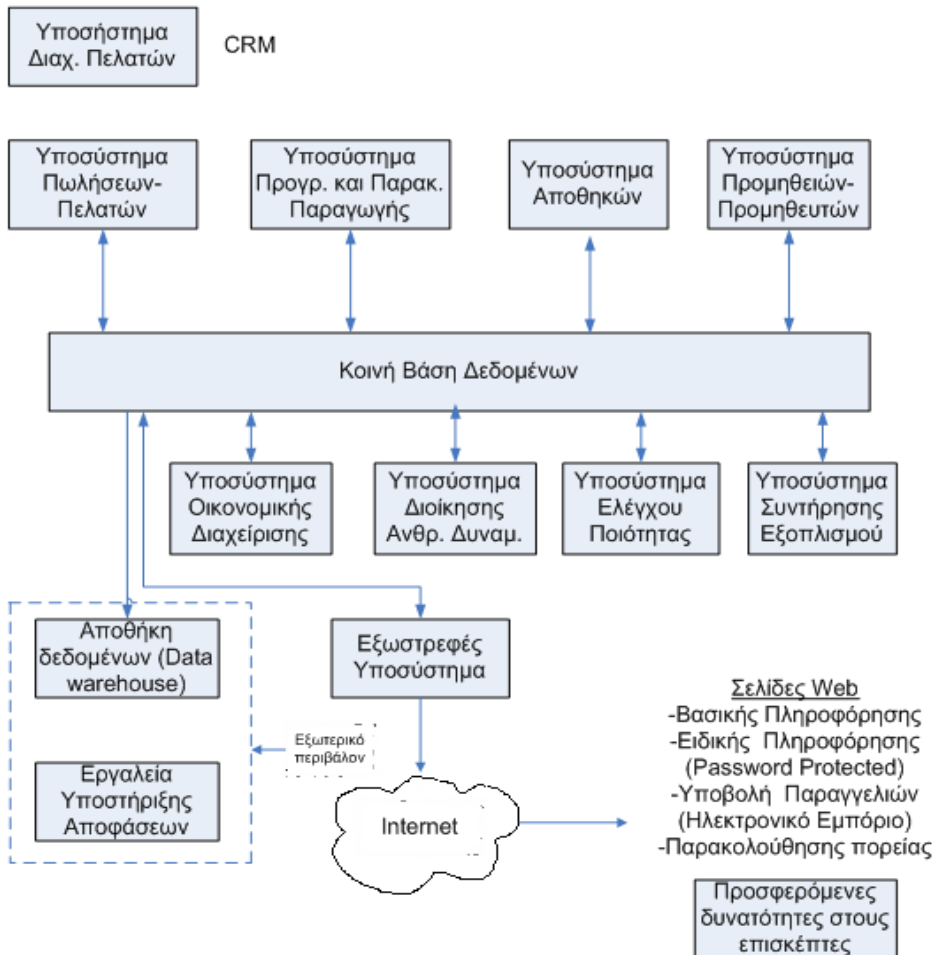 Υποσήστημα
Διαχ. Πελατών
CRM
Υποσύστημα
Πωλήσεων-
Πελατών
Υποσύστημα
Προγρ. και Παρακ.
Παραγωγής
Υποσύστημα
Αποθηκών
Υποσύστημα
Προμηθειών-
Προμηθευτών
Κοινή Βάση Δεδομένων
Υποσύστημα
Οικονομικής
Διαχείρισης
Υποσύστημα
Διοίκησης
Ανθρ. Δυναμ.
Υποσύστημα
Ελέγχου
Ποιότητας
Υποσύστημα
Συντήρησης
Εξοπλισμού
Αποθήκη
δεδομένων (Data
warehouse)
Εξωστρεφές
Υποσύστημα
Εξωτερικό
περιβάλον
Εργαλεία
Υποστήριξης
Αποφάσεων
Internet
Σελίδες Web
-Βασικής Πληροφόρησης
-Ειδικής Πληροφόρησης
(Password Protected)
-Υποβολή Παραγγελιών
(Ηλεκτρονικό Εμπόριο)
-Παρακολούθησης πορείας
Προσφερόμενες
δυνατότητες στους
επισκέπτες